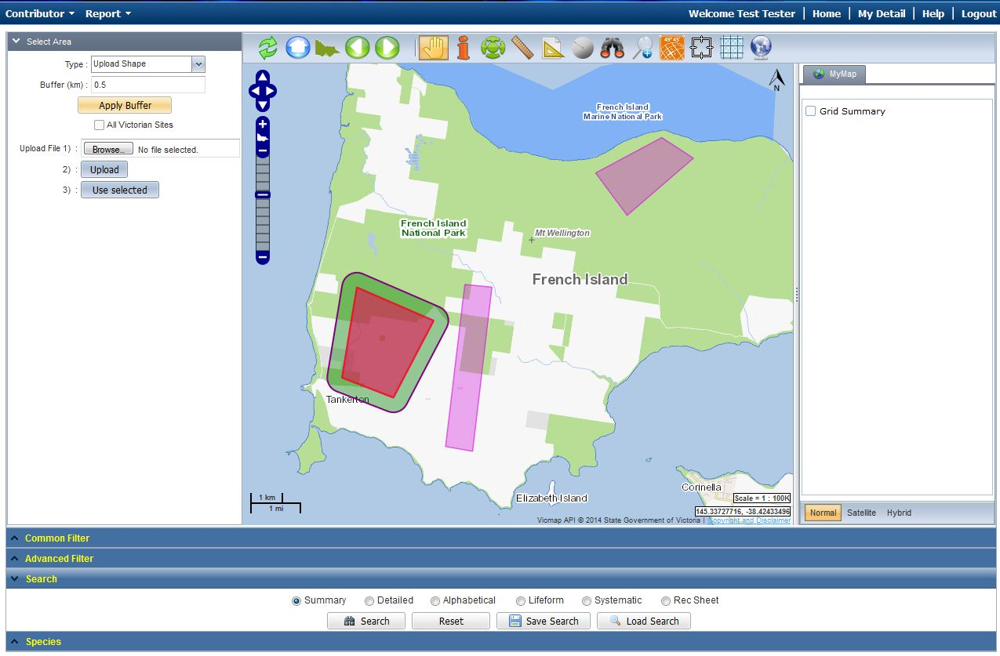 Contributor Report Welcome Test Tester Home My Detail Help Logout
Select Area
Type : Upload Shape
Buffer (km) : 0.5
Apply Buffer
All Victorian Sites
Upload File 1) : Browse... No file selected.
2) : Upload
3) : Use selected
49° 45'
N
French Island
Marine National Park
French Island
National Park
Mt Wellington
French Island
Tankerton
Elizabeth Island
Corinella
1 km
1 mi
Scale = 1 : 100K
145.33727716, -38.42433496
Vicmap API © 2014 State Government of Victoria | Copyright and Disclaimer
MyMap
Grid Summary
Normal Satellite Hybrid
Common Filter
Advanced Filter
Search
Summary Detailed Alphabetical Lifeform Systematic Rec Sheet
Search Reset Save Search Load Search
Species